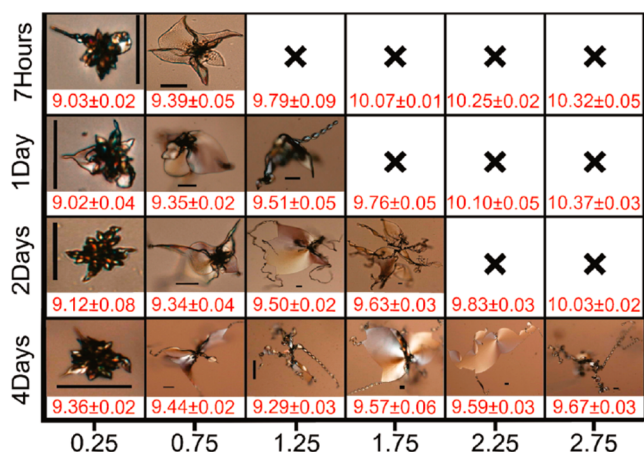 7Hours
9.03±0.02 9.39±0.05 9.79±0.09 10.07±0.01 10.25±0.02 10.32±0.05
1Day
9.02±0.04 9.35±0.02 9.51±0.05 9.76±0.05 10.10±0.05 10.37±0.03
2Days
9.12±0.08 9.34±0.04 9.50±0.02 9.63±0.03 9.83±0.03 10.03±0.02
4Days
9.36±0.02 9.44±0.02 9.29±0.03 9.57±0.06 9.59±0.03 9.67±0.03
0.25 0.75 1.25 1.75 2.25 2.75